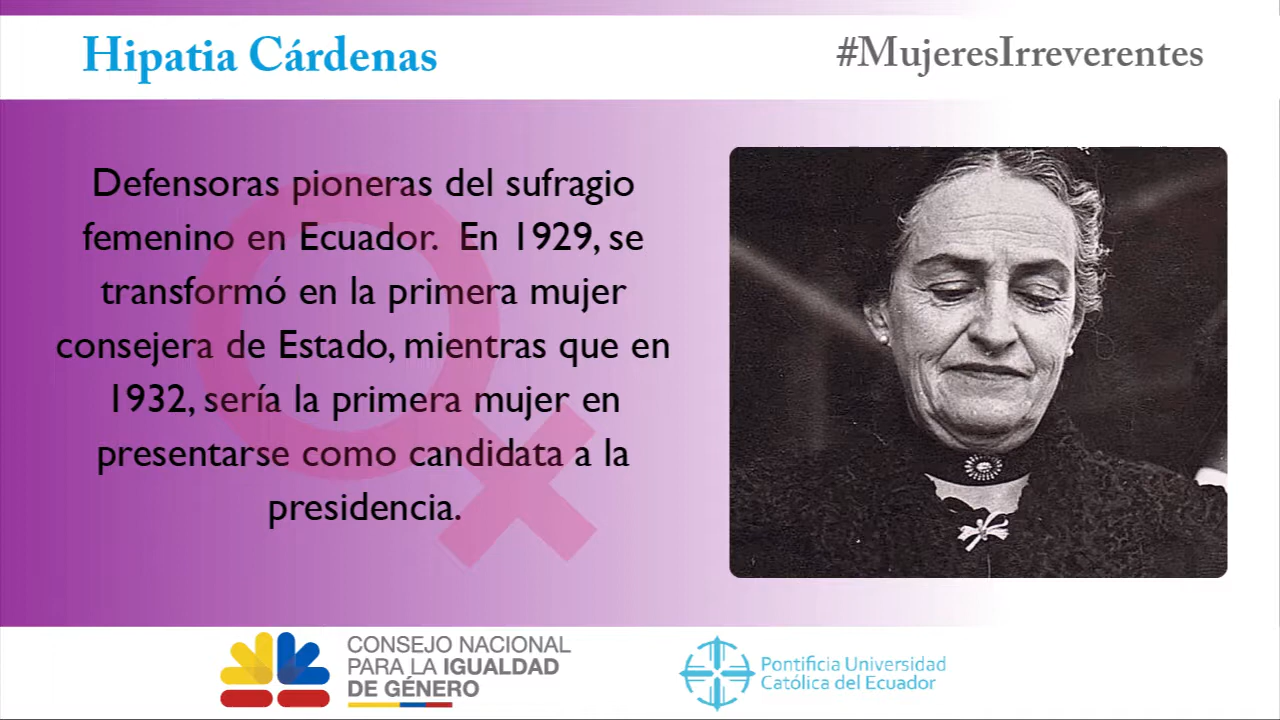 Hipatia Cárdenas
#MujeresIrreverentes
Defensoras pioneras del sufragio
femenino en Ecuador.  En 1929, se
transformó en la primera mujer
consejera de Estado, mientras que en
1932, sería la primera mujer en
presentarse como candidata a la
presidencia.
CONSEJO NACIONAL
PARA LA IGUALDAD
DE GÉNERO
Pontificia Universidad
Católica del Ecuador